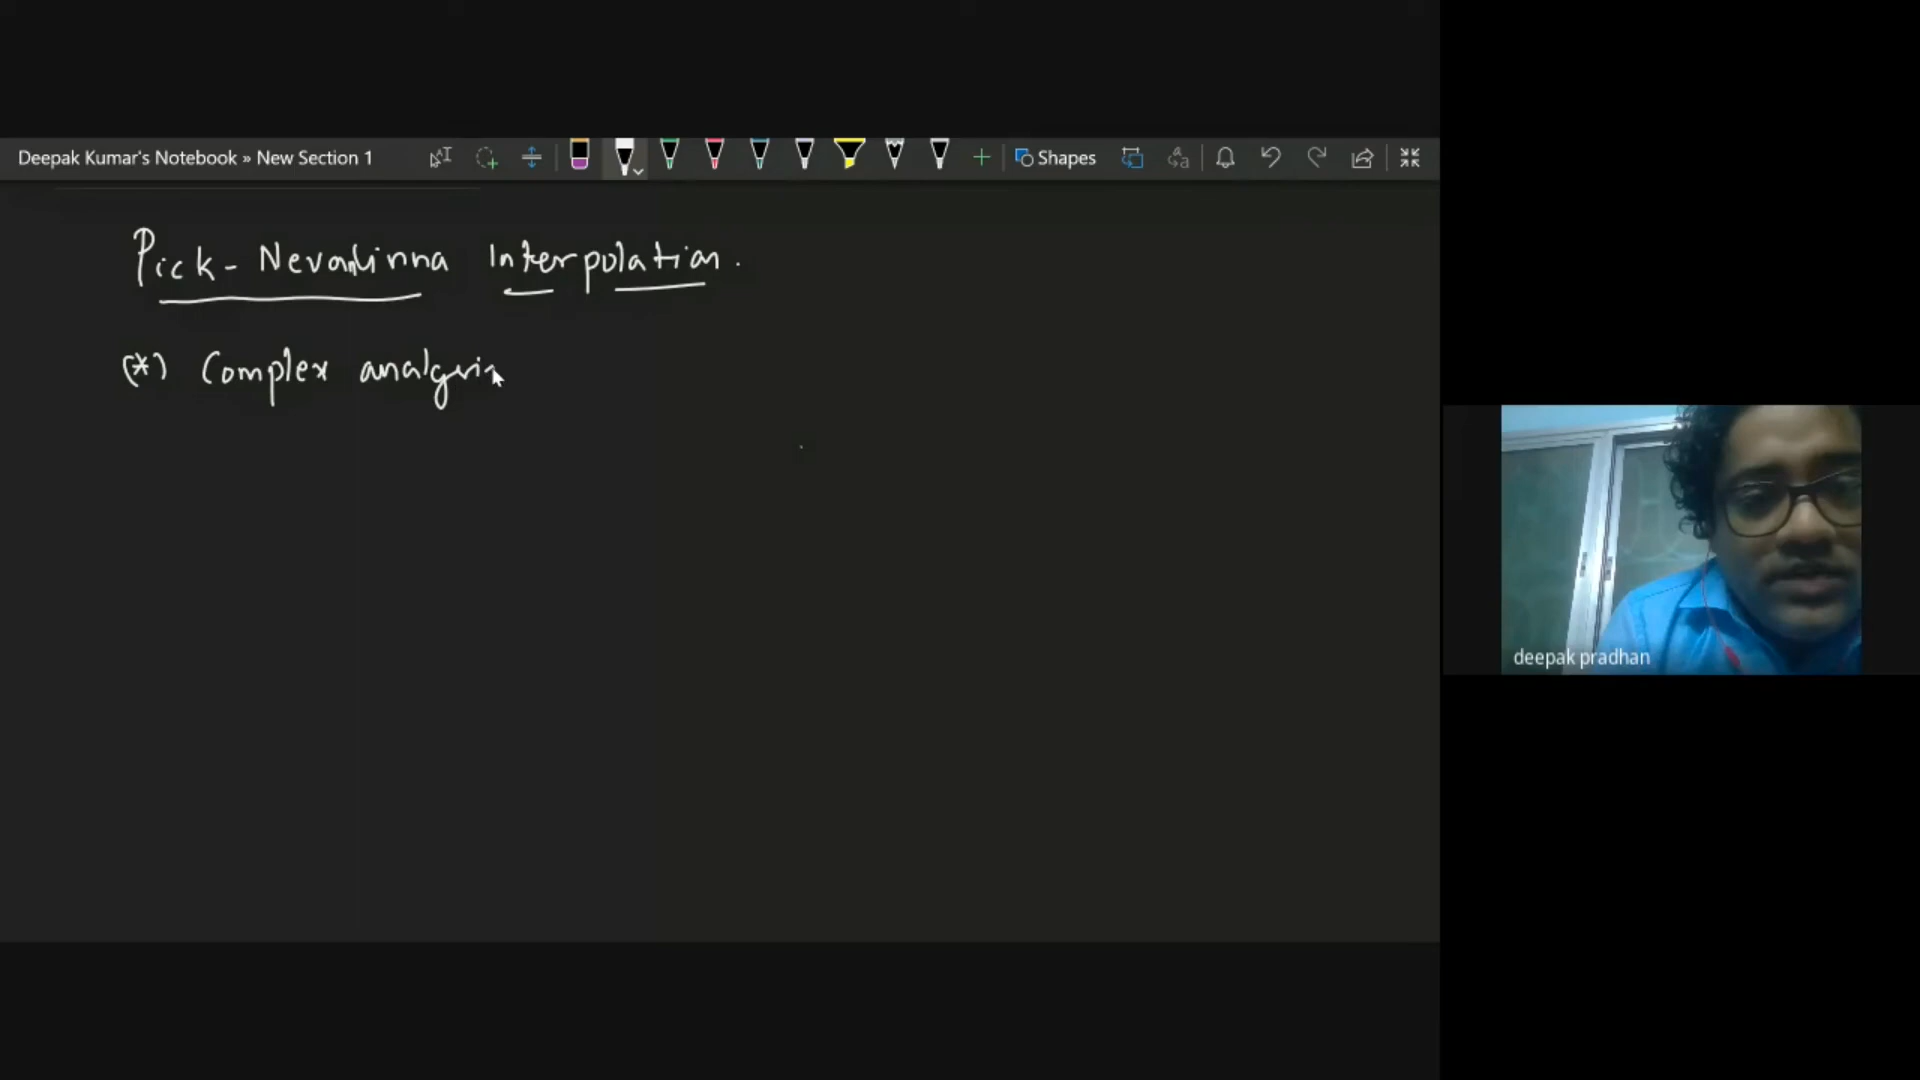 Deepak Kumar's Notebook » New Section 1
Shapes
Pick-Nevanlinna Interpolation.
(*) Complex analysis
deepak pradhan